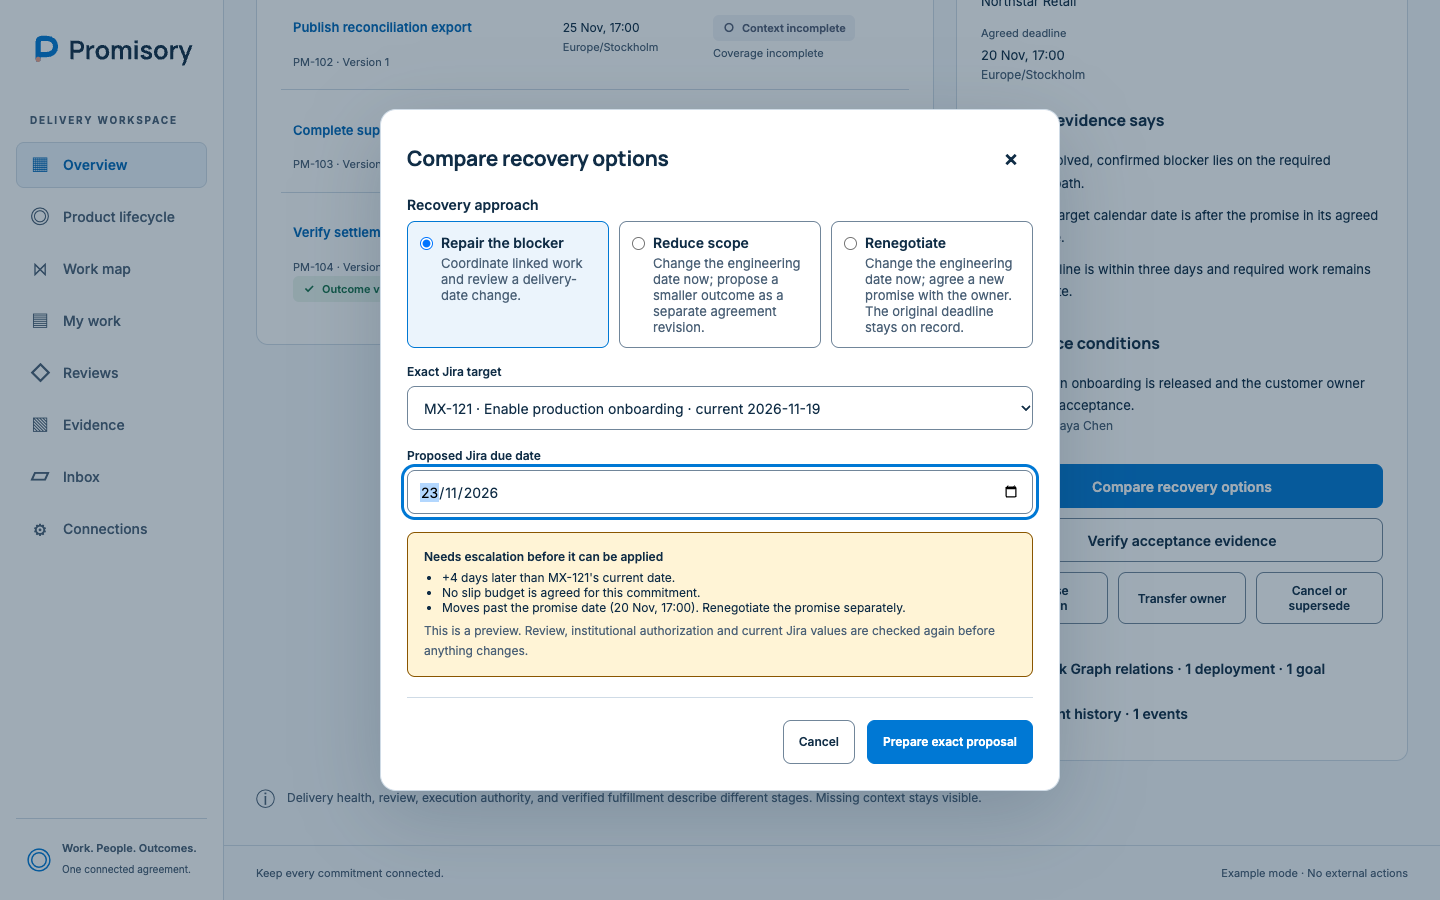 Promisory
DELIVERY WORKSPACE
Overview
Product lifecycle
Work map
My work
Reviews
Evidence
Inbox
Connections
Work. People. Outcomes.
One connected agreement.
Publish reconciliation export
PM-102 · Version 1
25 Nov, 17:00
Europe/Stockholm
Context incomplete
Coverage incomplete
Complete sup
PM-103 · Version
Verify settlem
PM-104 · Version
Outcome v
Northstar Retail
Agreed deadline
20 Nov, 17:00
Europe/Stockholm
evidence says
confirmed blocker lies on the required
calendar date is after the promise in its agreed
is within three days and required work remains
conditions
onboarding is released and the customer owner
acceptance.
Chen
Compare recovery options
Verify acceptance evidence
Transfer owner
Cancel or
supersede
Graph relations · 1 deployment · 1 goal
history · 1 events
Compare recovery options
Recovery approach
Repair the blocker
Coordinate linked work
and review a delivery-
date change.
Reduce scope
Change the engineering
date now; propose a
smaller outcome as a
separate agreement
revision.
Renegotiate
Change the engineering
date now; agree a new
promise with the owner.
The original deadline
stays on record.
Exact Jira target
MX-121 · Enable production onboarding · current 2026-11-19
Proposed Jira due date
23/11/2026
Needs escalation before it can be applied
• +4 days later than MX-121's current date.
• No slip budget is agreed for this commitment.
• Moves past the promise date (20 Nov, 17:00). Renegotiate the promise separately.
This is a preview. Review, institutional authorization and current Jira values are checked again before
anything changes.
Cancel
Prepare exact proposal
Delivery health, review, execution authority, and verified fulfillment describe different stages. Missing context stays visible.
Keep every commitment connected.
Example mode · No external actions